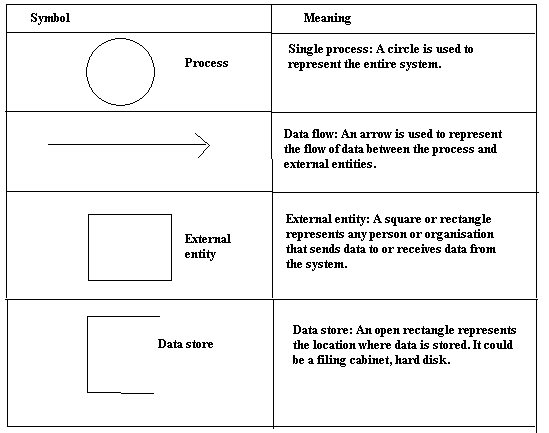 Symbol
Meaning
Process
Single process: A circle is used to
represent the entire system.
Data flow: An arrow is used to represent
the flow of data between the process and
external entities.
External
entity
External entity: A square or rectangle
represents any person or organisation
that sends data to or receives data from
the system.
Data store
Data store: An open rectangle represents
the location where data is stored. It could
be a filing cabinet, hard disk.